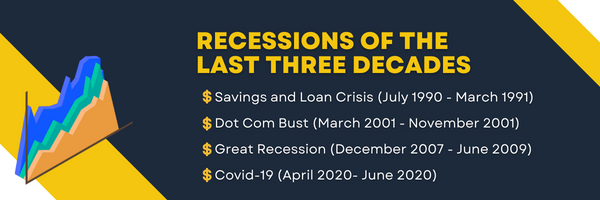 RECESSIONS OF THE
LAST THREE DECADES
$ Savings and Loan Crisis (July 1990 - March 1991)
$ Dot Com Bust (March 2001 - November 2001)
$ Great Recession (December 2007 - June 2009)
$ Covid-19 (April 2020- June 2020)